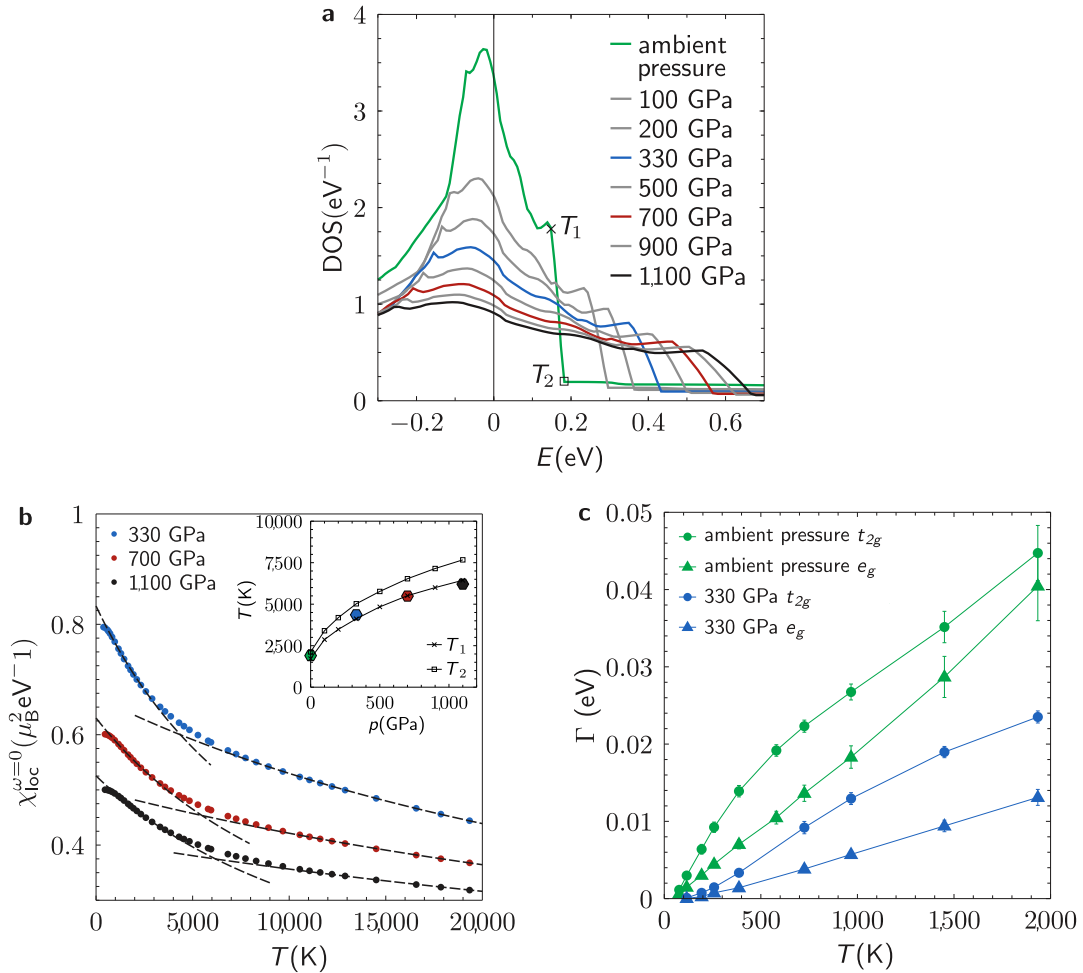 a
4
3
2
1
0
DOS(eV⁻¹)
−0.2
0
0.2
0.4
0.6
E(eV)
T₁
T₂
ambient
pressure
100 GPa
200 GPa
330 GPa
500 GPa
700 GPa
900 GPa
1,100 GPa
b
1
0.8
0.6
0.4
χ_loc^{ω=0}(μ_B²eV⁻¹)
330 GPa
700 GPa
1,100 GPa
0
5,000
10,000
15,000
20,000
T(K)
10,000
7,500
5,000
2,500
0
T(K)
0
500
1000
p(GPa)
T₁
T₂
c
0.05
0.04
0.03
0.02
0.01
0
Γ (eV)
ambient pressure t₂g
ambient pressure e_g
330 GPa t₂g
330 GPa e_g
0
500
1,000
1,500
2,000
T(K)